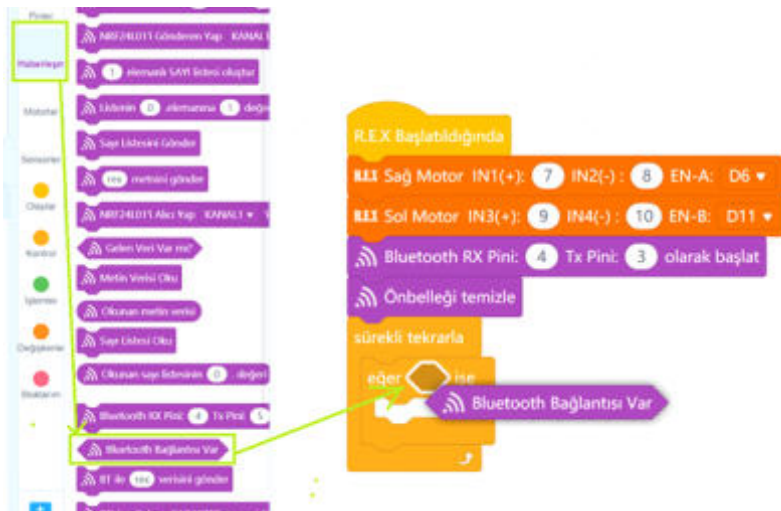 Haberleşme
Motorlar
Sensörler
Olaylar
Kontrol
İşlemler
Değişkenler
Bloklarım
NRF24L01'i Gönderen Yap KANAL1
1 elemanlı SAYI listesi oluştur
Listenin 0 .elemanına 1 değeri
Sayı Listesini Gönder
rex metnini gönder
NRF24L01'i Alıcı Yap KANAL1
Gelen Veri Var mı?
Metin Verisi Oku
Okunan metin verisi
Sayı Listesi Oku
Okunan sayı listesinin 0 . değeri
Bluetooth RX Pini: 4 Tx Pini: 5
Bluetooth Bağlantısı Var
BT ile rex verisini gönder
R.E.X Başlatıldığında
R.E.X Sağ Motor IN1(+): 7 IN2(-) : 8 EN-A: D6
R.E.X Sol Motor IN3(+): 9 IN4(-) : 10 EN-B: D11
Bluetooth RX Pini: 4 Tx Pini: 3 olarak başlat
Önbelleği temizle
sürekli tekrarla
eğer ise
Bluetooth Bağlantısı Var